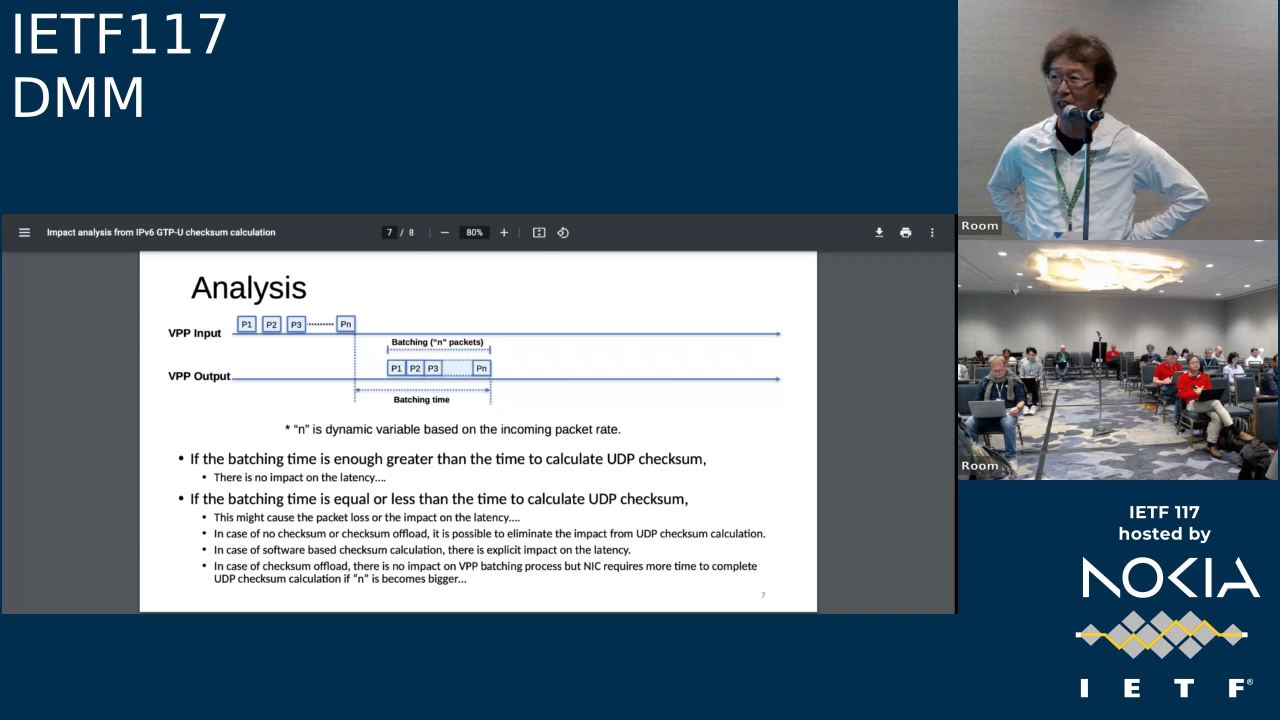 IETF117
DMM
Impact analysis from IPv6 GTP-U checksum calculation
7 / 8
80%
Analysis
VPP Input
P1 P2 P3 Pn
Batching (“n” packets)
VPP Output
P1 P2 P3 Pn
Batching time
* “n” is dynamic variable based on the incoming packet rate.
• If the batching time is enough greater than the time to calculate UDP checksum,
• There is no impact on the latency....
• If the batching time is equal or less than the time to calculate UDP checksum,
• This might cause the packet loss or the impact on the latency....
• In case of no checksum or checksum offload, it is possible to eliminate the impact from UDP checksum calculation.
• In case of software based checksum calculation, there is explicit impact on the latency.
• In case of checksum offload, there is no impact on VPP batching process but NIC requires more time to complete
UDP checksum calculation if “n” is becomes bigger...
7
Room
Room
IETF 117
hosted by
NOKIA
I E T F®